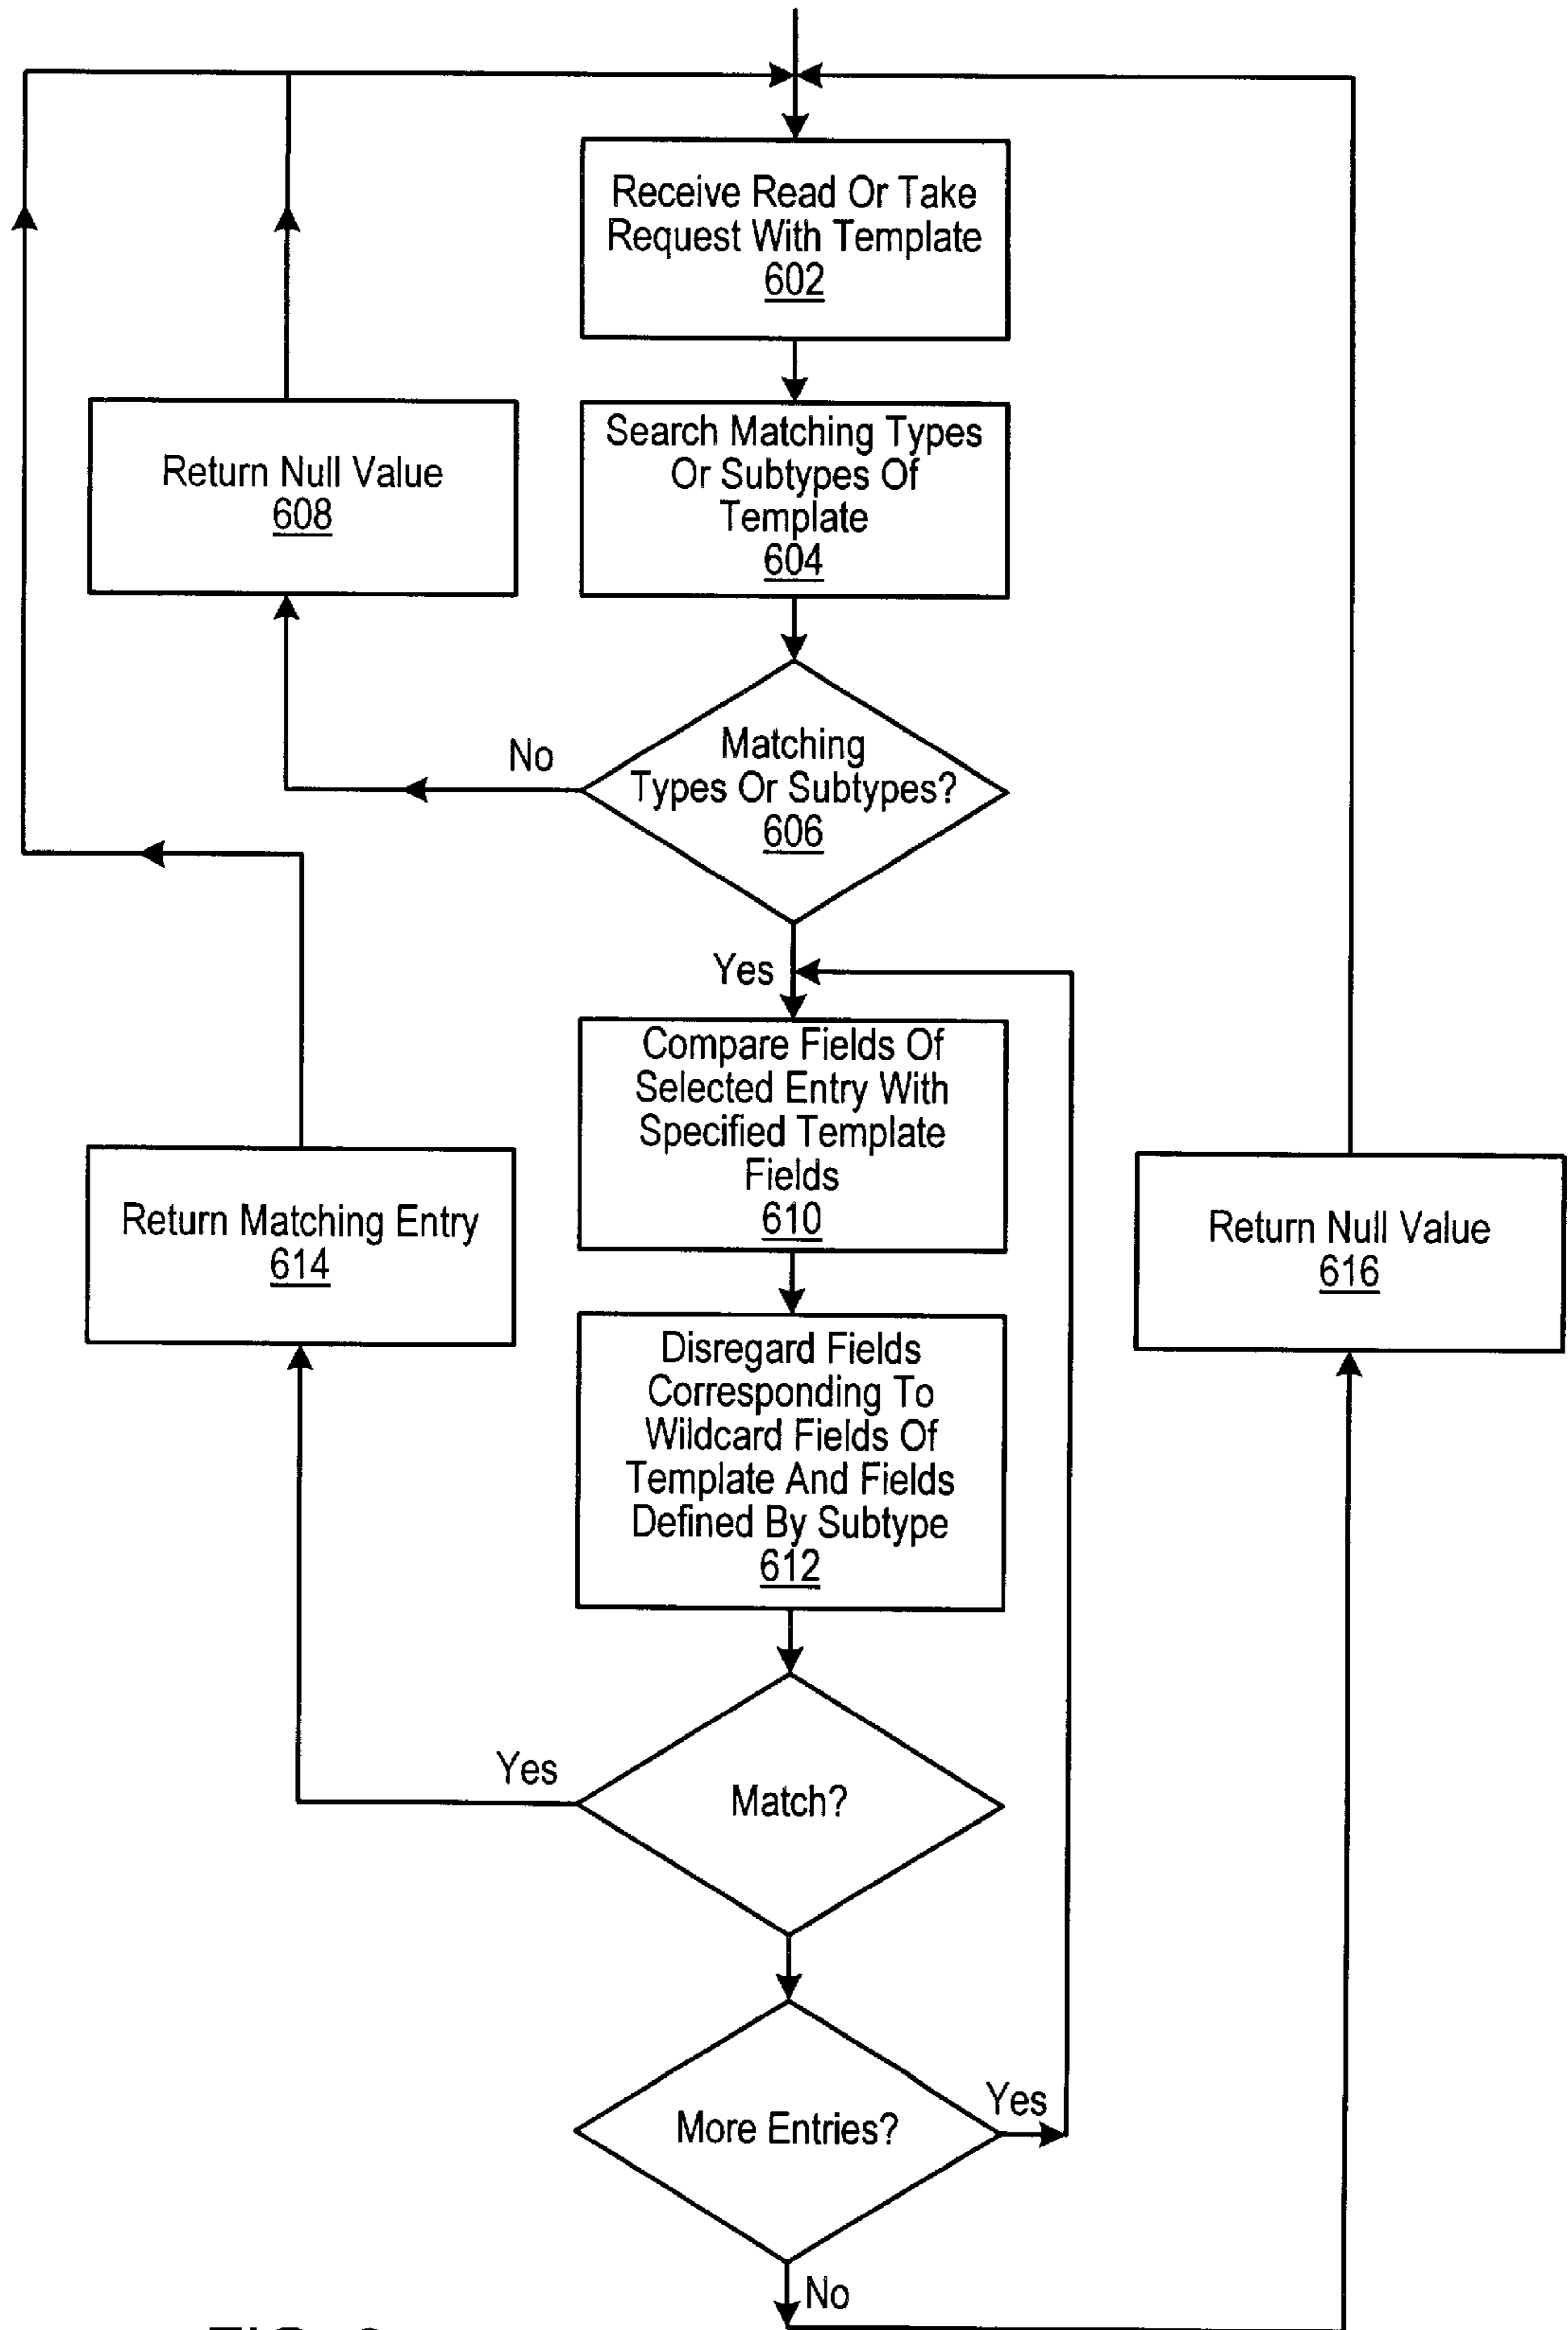 Receive Read Or Take
Request With Template
602
Search Matching Types
Or Subtypes Of
Template
604
Return Null Value
608
No
Matching
Types Or Subtypes?
606
Yes
Compare Fields Of
Selected Entry With
Specified Template
Fields
610
Return Matching Entry
614
Return Null Value
616
Disregard Fields
Corresponding To
Wildcard Fields Of
Template And Fields
Defined By Subtype
612
Yes
Match?
More Entries?
Yes
No